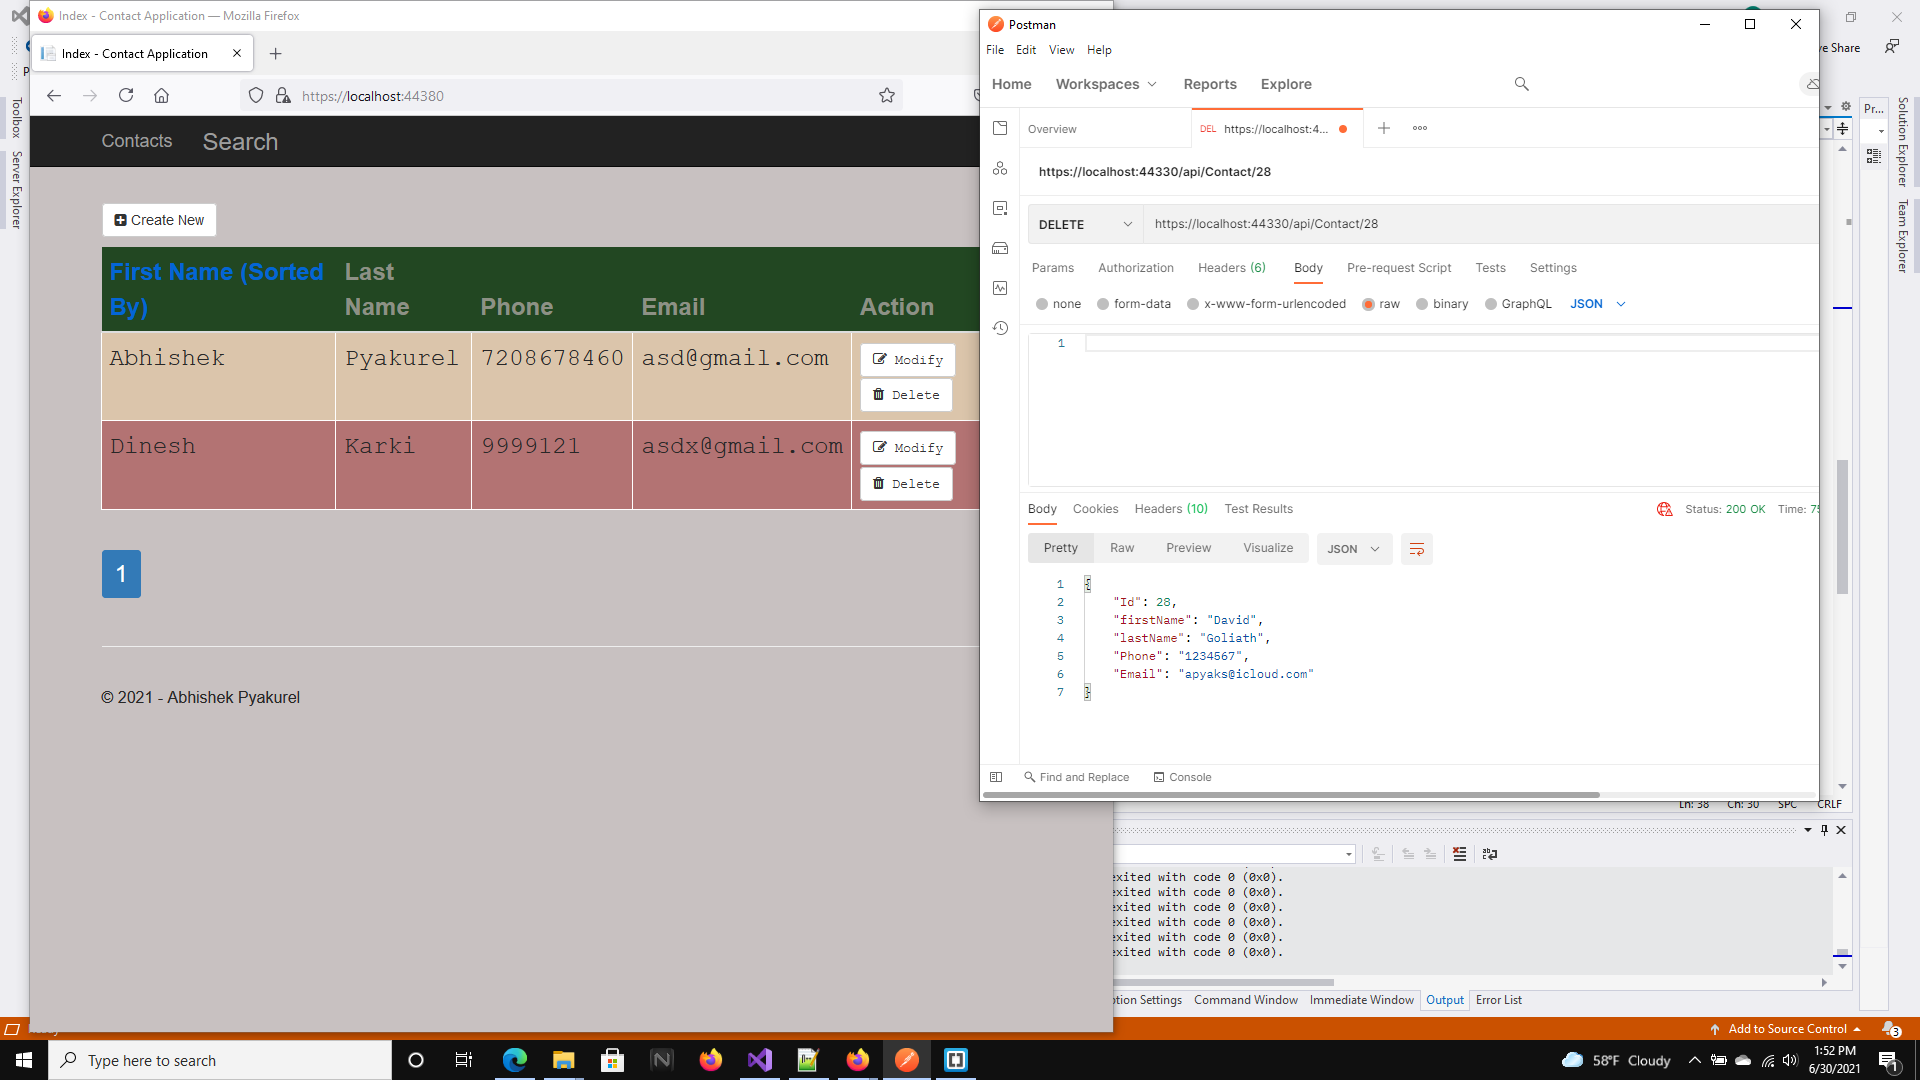 Index - Contact Application — Mozilla Firefox
Index - Contact Application
https://localhost:44380
Contacts
Search
Create New
First Name (Sorted By)
Last Name
Phone
Email
Action
Abhishek
Pyakurel
7208678460
asd@gmail.com
Modify
Delete
Dinesh
Karki
9999121
asdx@gmail.com
Modify
Delete
1
© 2021 - Abhishek Pyakurel
Toolbox
Server Explorer
Postman
File
Edit
View
Help
Home
Workspaces
Reports
Explore
Overview
DEL https://localhost:4...
https://localhost:44330/api/Contact/28
DELETE
https://localhost:44330/api/Contact/28
Params
Authorization
Headers (6)
Body
Pre-request Script
Tests
Settings
none
form-data
x-www-form-urlencoded
raw
binary
GraphQL
JSON
1
Body
Cookies
Headers (10)
Test Results
Status: 200 OK
Time: 75
Pretty
Raw
Preview
Visualize
JSON
1 {
2 "Id": 28,
3 "firstName": "David",
4 "lastName": "Goliath",
5 "Phone": "1234567",
6 "Email": "apyaks@icloud.com"
7 }
Find and Replace
Console
Share
Pr...
Solution Explorer
Team Explorer
Ln: 38
Ch: 30
SPC
CRLF
exited with code 0 (0x0).
exited with code 0 (0x0).
exited with code 0 (0x0).
exited with code 0 (0x0).
exited with code 0 (0x0).
exited with code 0 (0x0).
Settings
Command Window
Immediate Window
Output
Error List
Add to Source Control
3
Type here to search
58°F Cloudy
1:52 PM
6/30/2021
1